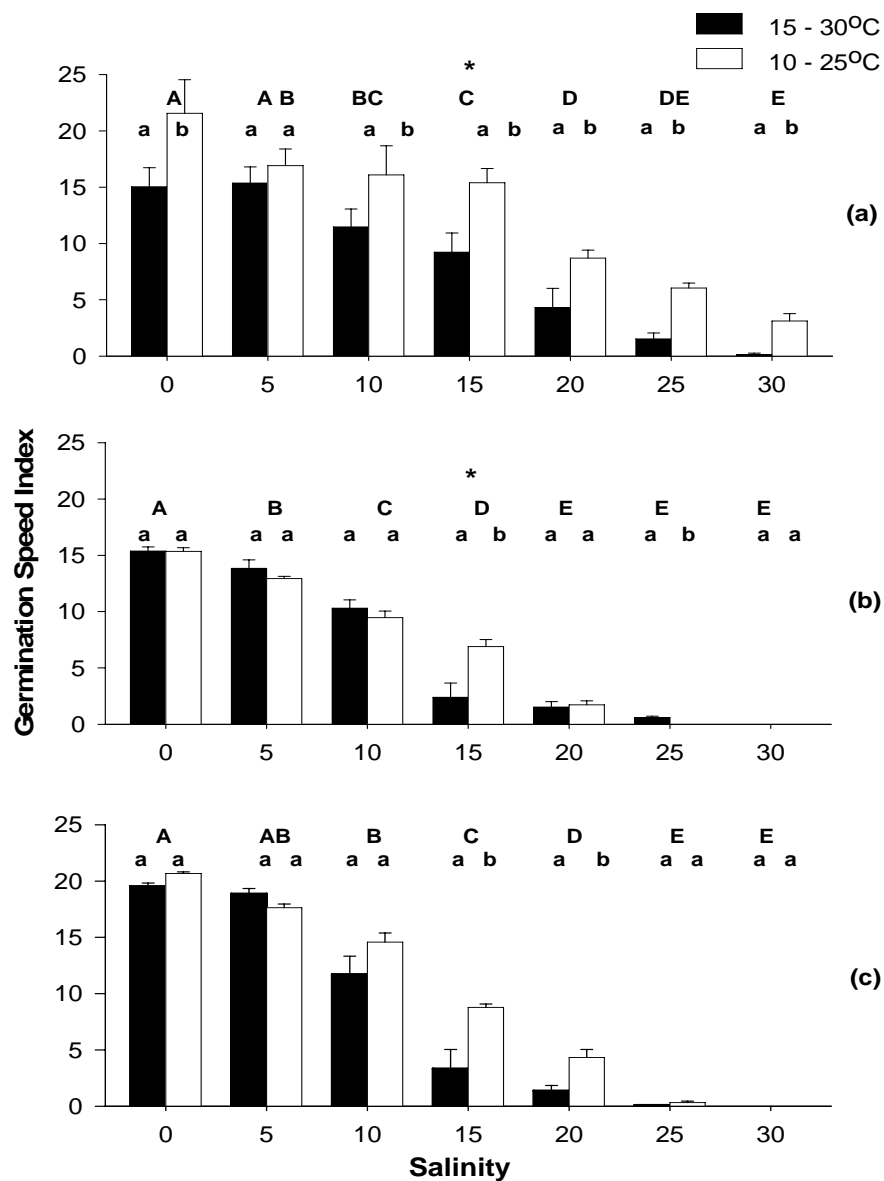 15 - 30ºC
10 - 25ºC
*
25
A A B BC C D DE E
20
a b a a a b a b a b a b a b
15
(a)
10
5
0
0 5 10 15 20 25 30
Germination Speed Index
25
20
*
A B C D E E E
a a a a a a a b a a a b a a
15
(b)
10
5
0
0 5 10 15 20 25 30
25
A AB B C D E E
a a a a a a a b a b a a a a
20
15
(c)
10
5
0
0 5 10 15 20 25 30
Salinity